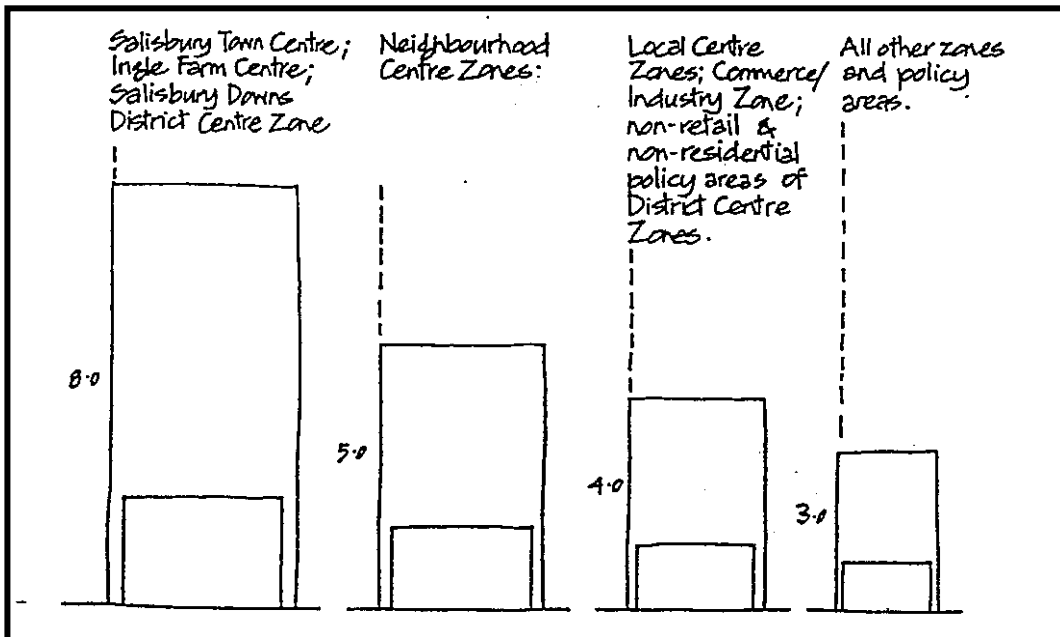 Salisbury Town Centre;
Ingle Farm Centre;
Salisbury Downs
District Centre Zone
Neighbourhood
Centre Zones:
Local Centre
Zones; Commerce/
Industry Zone;
non-retail &
non-residential
policy areas of
District Centre
Zones.
All other zones
and policy
areas.
8.0
5.0
4.0
3.0